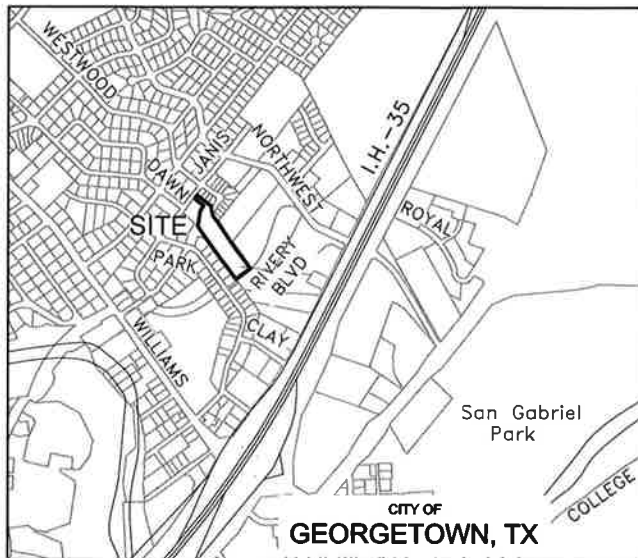 WESTWOOD
I.H.-35
NORTHWEST
JANIS
DAWN
ROYAL
SITE
RIVERY
BLVD
PARK
CLAY
WILLIAMS
San Gabriel
Park
COLLEGE
CITY OF
GEORGETOWN, TX